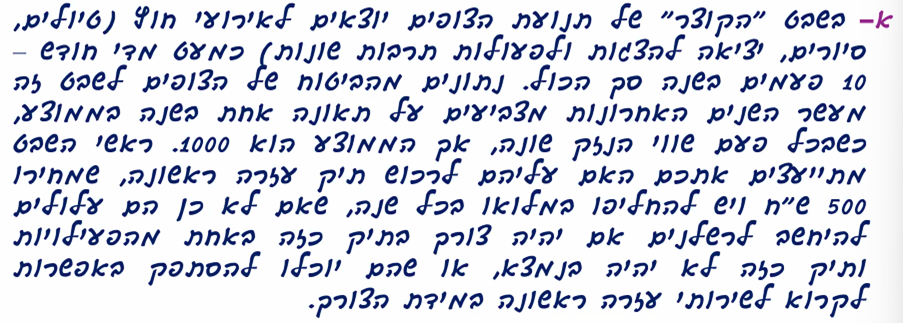 א- בשבט "הקוצר" של תנועת הצופים יוצאים לאירועי חוץ (טיולים,
סיורים, יציאה להצגות ולפעולות תרבות שונות) כמעט מדי חודש –
10 פעמים בשנה סך הכול. נתונים מהביטוח של הצופים לשבט זה
מעשר השנים האחרונות מצביעים על תאונה אחת בשנה בממוצע,
כשבכל פעם שווי הנזק שונה, אך הממוצע הוא 1000. ראשי השבט
מתייעצים אתכם האם עליהם לרכוש תיק עזרה ראשונה, שמחירו
500 ש"ח ויש להחליפו במלואו בכל שנה, שאם לא כן הם עלולים
להיחשב לרשלנים אם יהיה צורך בתיק כזה באחת מהפעילויות
ותיק כזה לא יהיה בנמצא, או שהם יוכלו להסתפק באפשרות
לקרוא לשירותי עזרה ראשונה במידת הצורך.